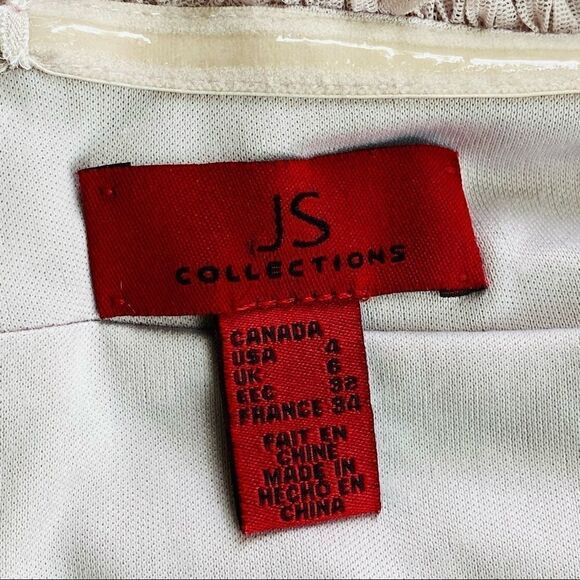 JS
COLLECTIONS
CANADA
USA 4
UK 6
EEC 32
FRANCE 34
FAIT EN
CHINE
MADE IN
HECHO EN
CHINA